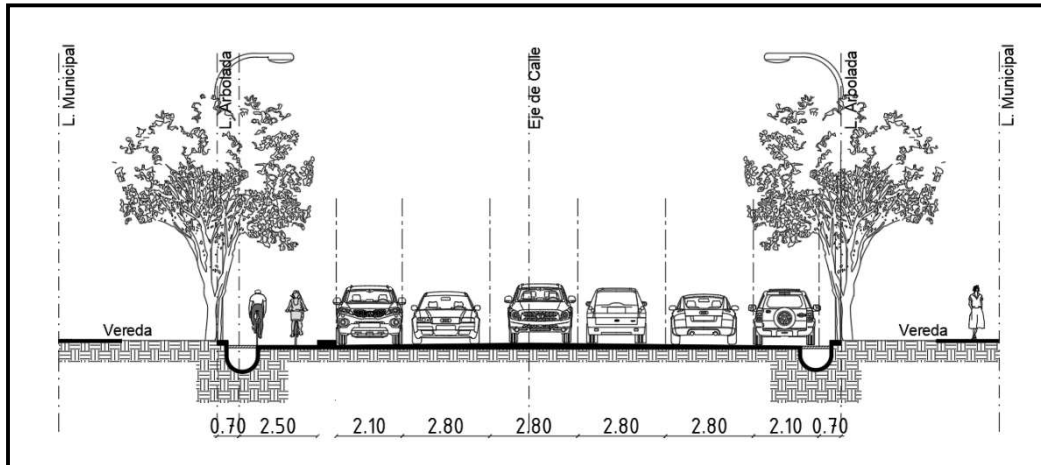 L. Municipal
L. Arbolada
Eje de Calle
L. Arbolada
L. Municipal
Vereda
Vereda
0.70 2.50 2.10 2.80 2.80 2.80 2.80 2.10 0.70